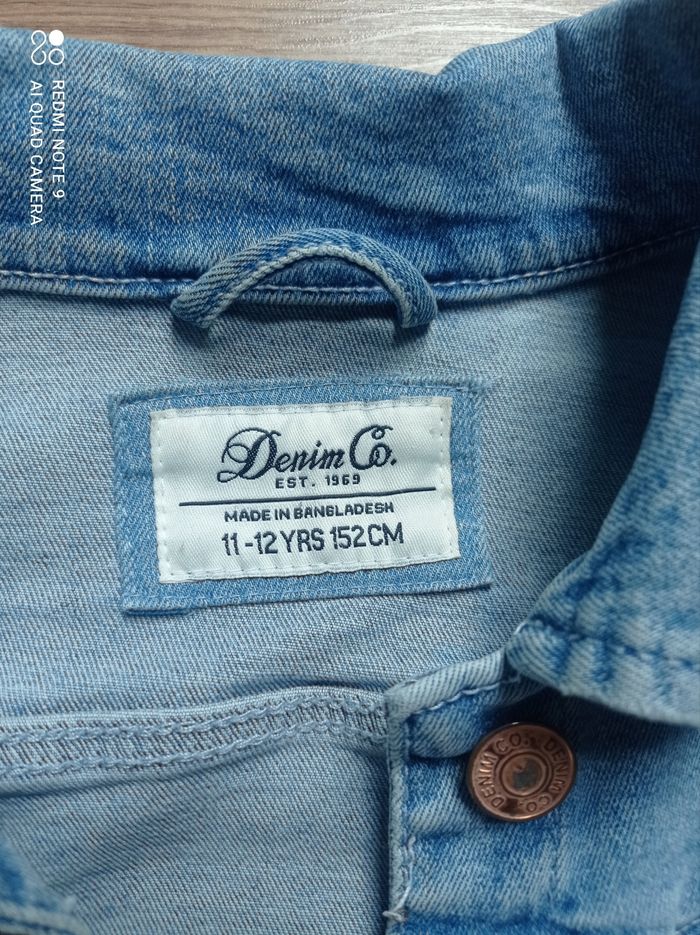 REDMI NOTE 9
AI QUAD CAMERA
Denim Co.
EST. 1969
MADE IN BANGLADESH
11-12 YRS 152CM
DENIM CO. DENIM CO.